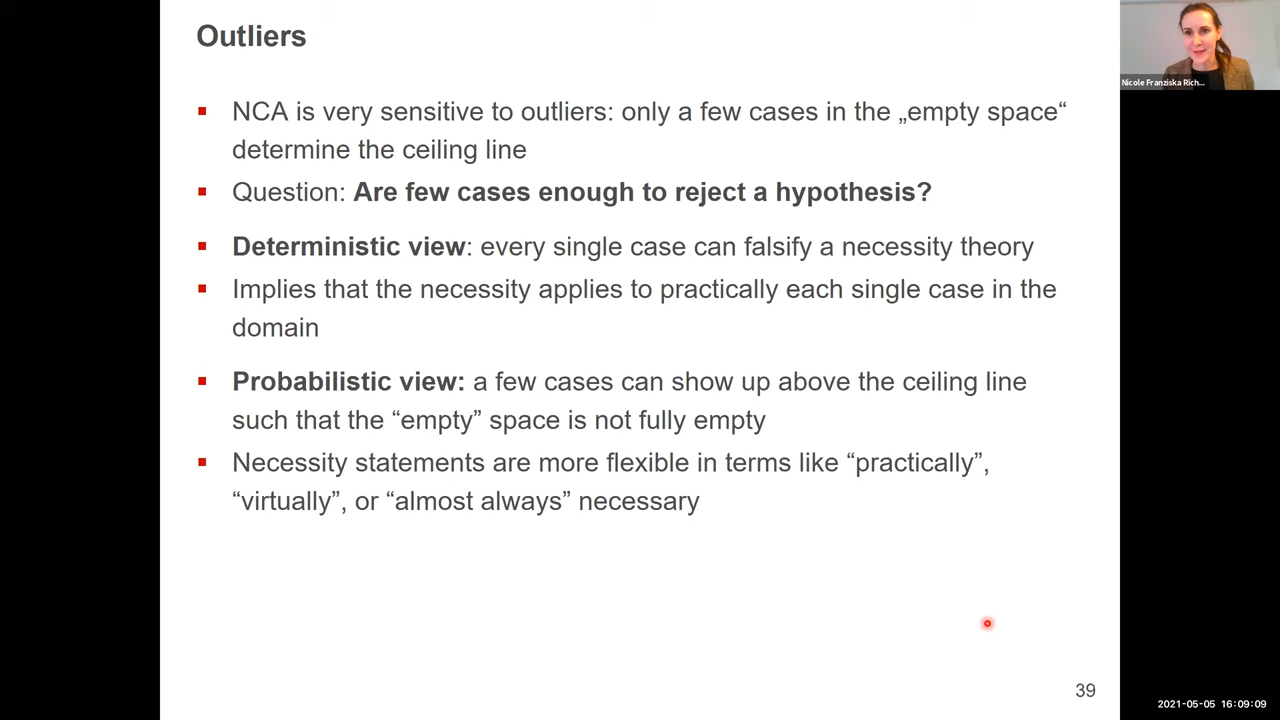 Outliers
Nicole Franziska Rich...
NCA is very sensitive to outliers: only a few cases in the „empty space“
determine the ceiling line
Question: Are few cases enough to reject a hypothesis?
Deterministic view: every single case can falsify a necessity theory
Implies that the necessity applies to practically each single case in the
domain
Probabilistic view: a few cases can show up above the ceiling line
such that the “empty” space is not fully empty
Necessity statements are more flexible in terms like “practically”,
“virtually”, or “almost always” necessary
39
2021-05-05 16:09:09